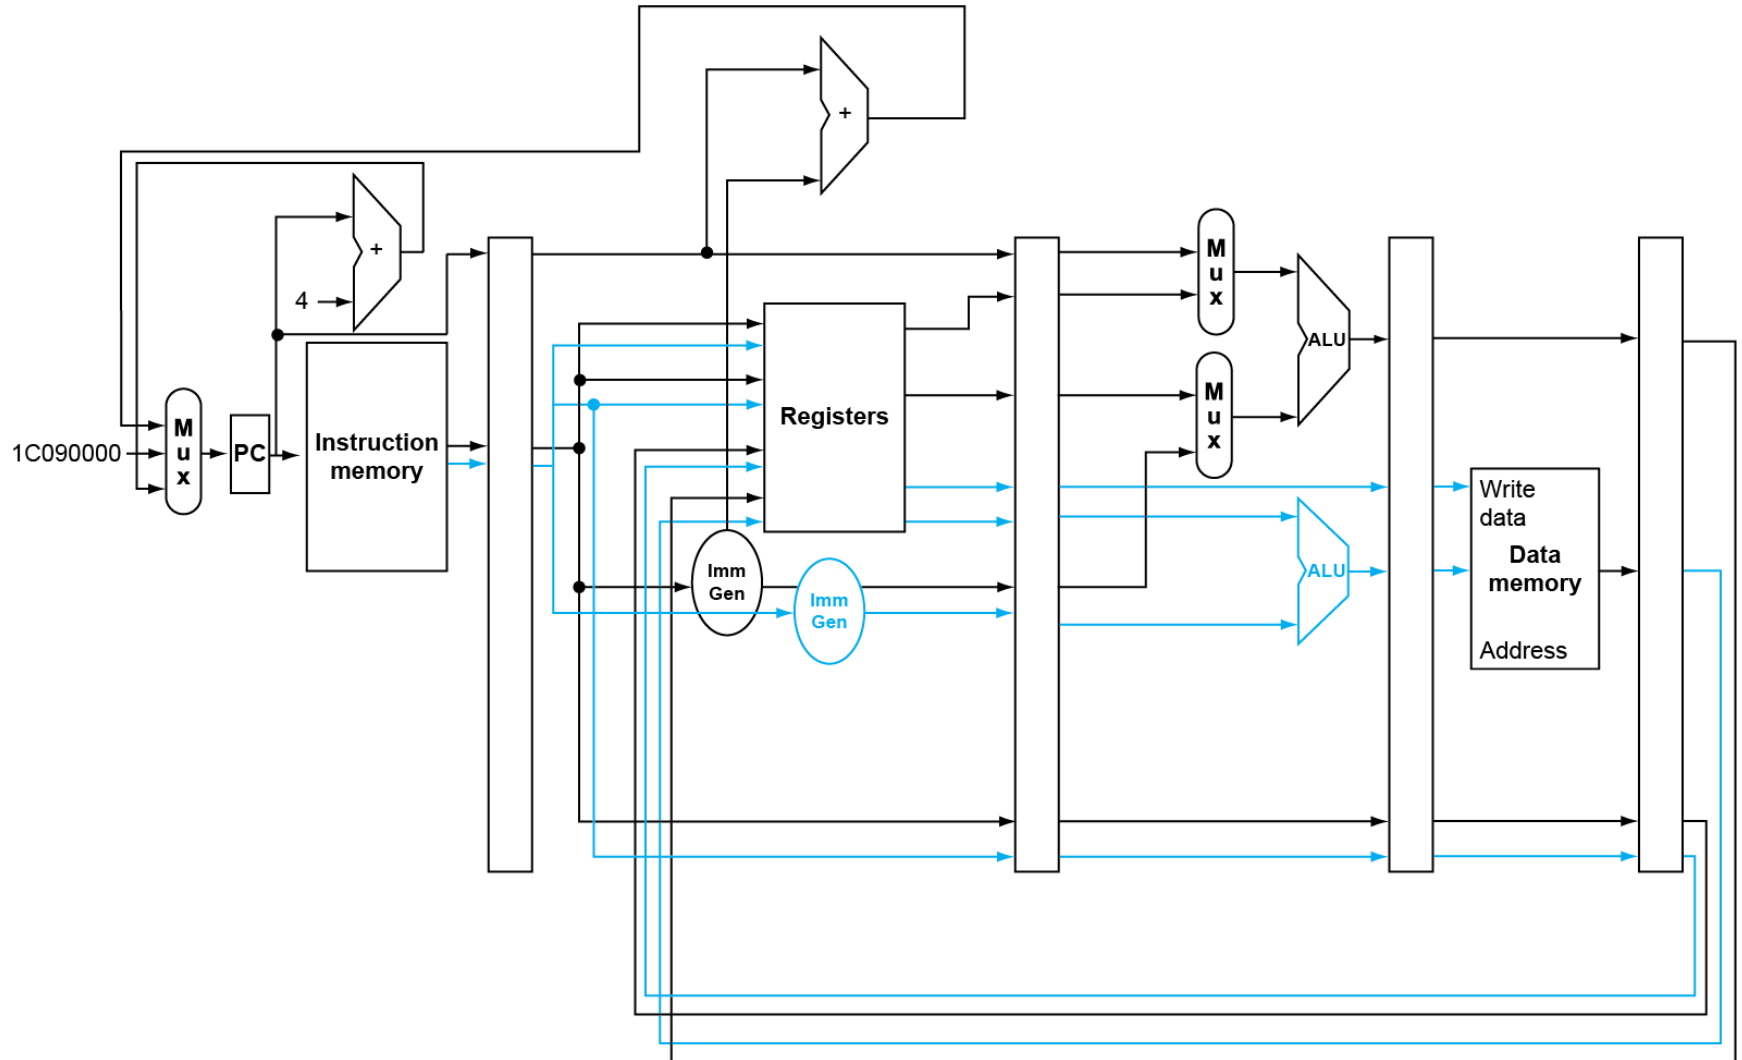 +
+
4
M
u
x
1C090000
PC
Instruction
memory
Registers
Imm
Gen
Imm
Gen
M
u
x
M
u
x
ALU
ALU
Write
data
Data
memory
Address